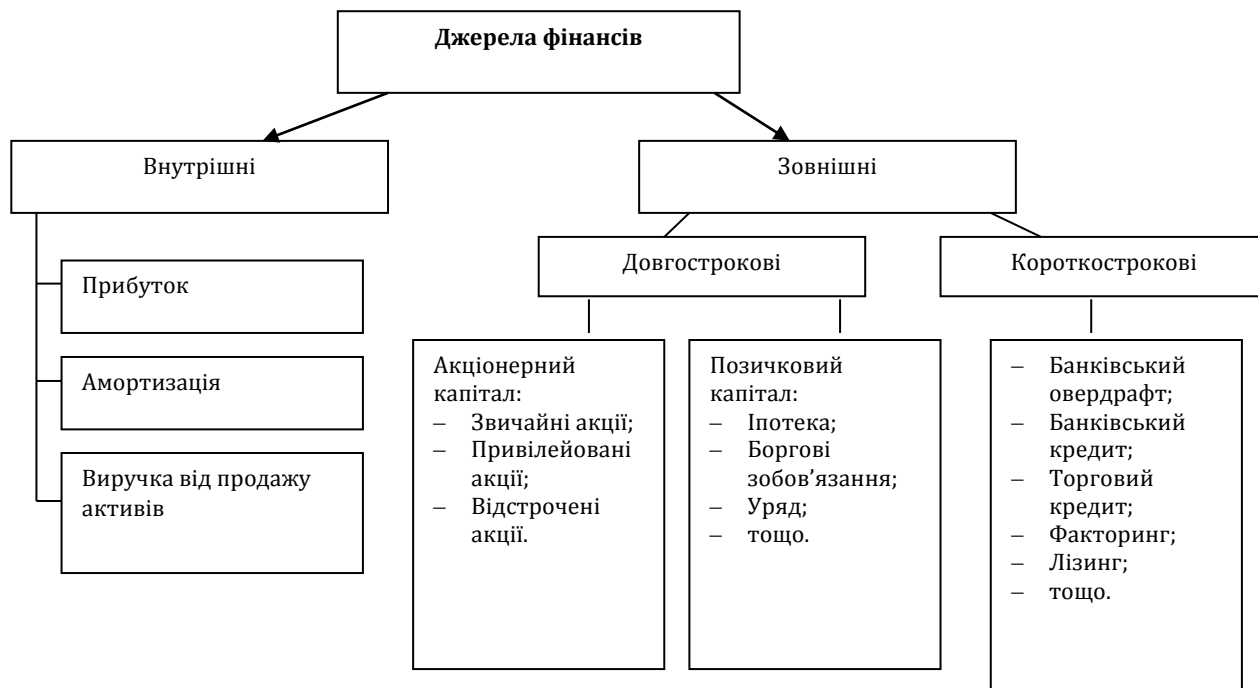 Джерела фінансів
Внутрішні
Зовнішні
Довгострокові
Короткострокові
Прибуток
Амортизація
Виручка від продажу
активів
Акціонерний
капітал:
– Звичайні акції;
– Привілейовані
акції;
– Відстрочені
акції.
Позичковий
капітал:
– Іпотека;
– Боргові
зобов’язання;
– Уряд;
– тощо.
– Банківський
овердрафт;
– Банківський
кредит;
– Торговий
кредит;
– Факторинг;
– Лізинг;
– тощо.